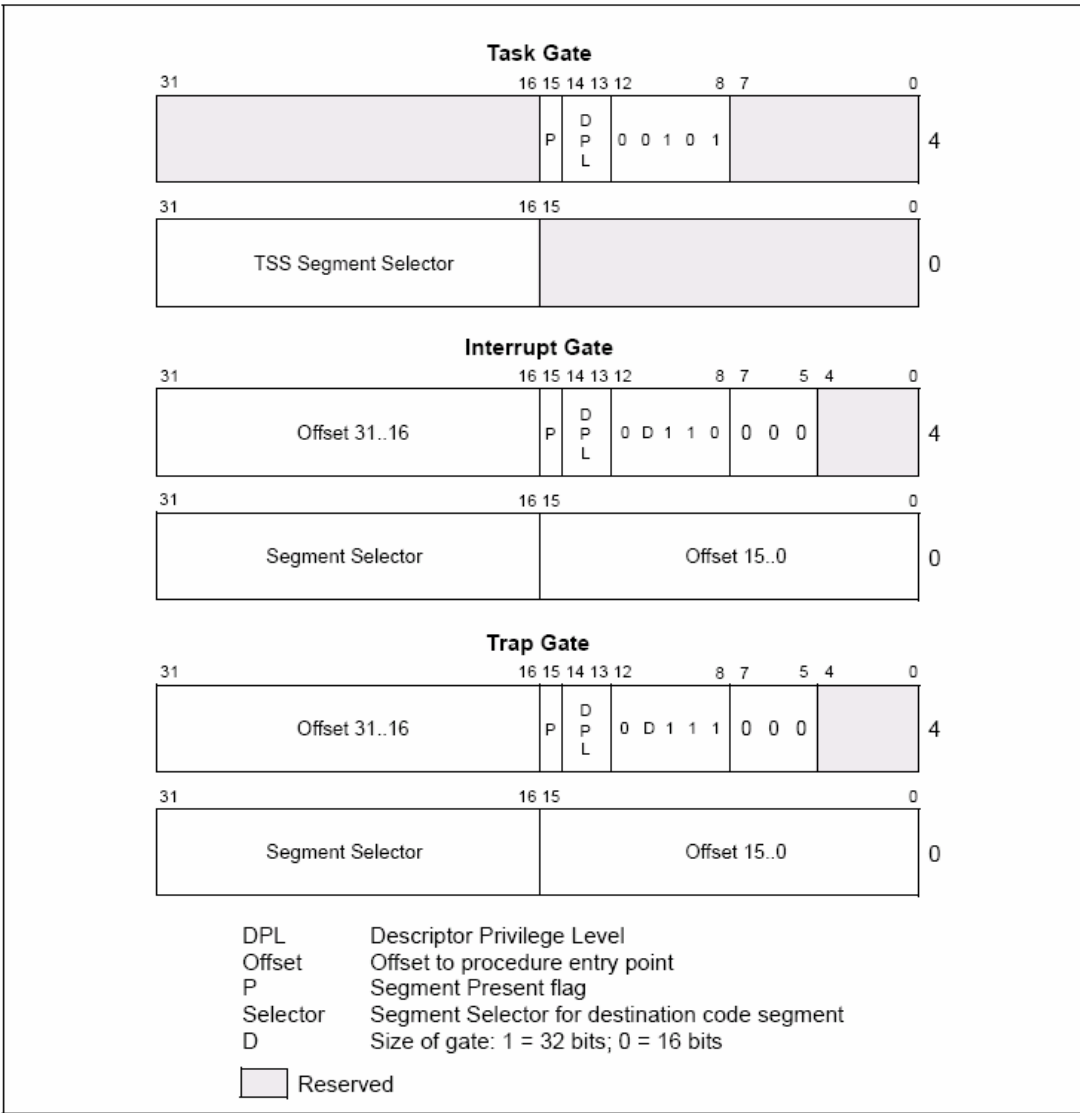 Task Gate
31 16 15 14 13 12 8 7 0
P D P L 0 0 1 0 1 4
31 16 15 0
TSS Segment Selector 0
Interrupt Gate
31 16 15 14 13 12 8 7 5 4 0
Offset 31..16 P D P L 0 D 1 1 0 0 0 0 4
31 16 15 0
Segment Selector Offset 15..0 0
Trap Gate
31 16 15 14 13 12 8 7 5 4 0
Offset 31..16 P D P L 0 D 1 1 1 0 0 0 4
31 16 15 0
Segment Selector Offset 15..0 0
DPL Descriptor Privilege Level
Offset Offset to procedure entry point
P Segment Present flag
Selector Segment Selector for destination code segment
D Size of gate: 1 = 32 bits; 0 = 16 bits
Reserved